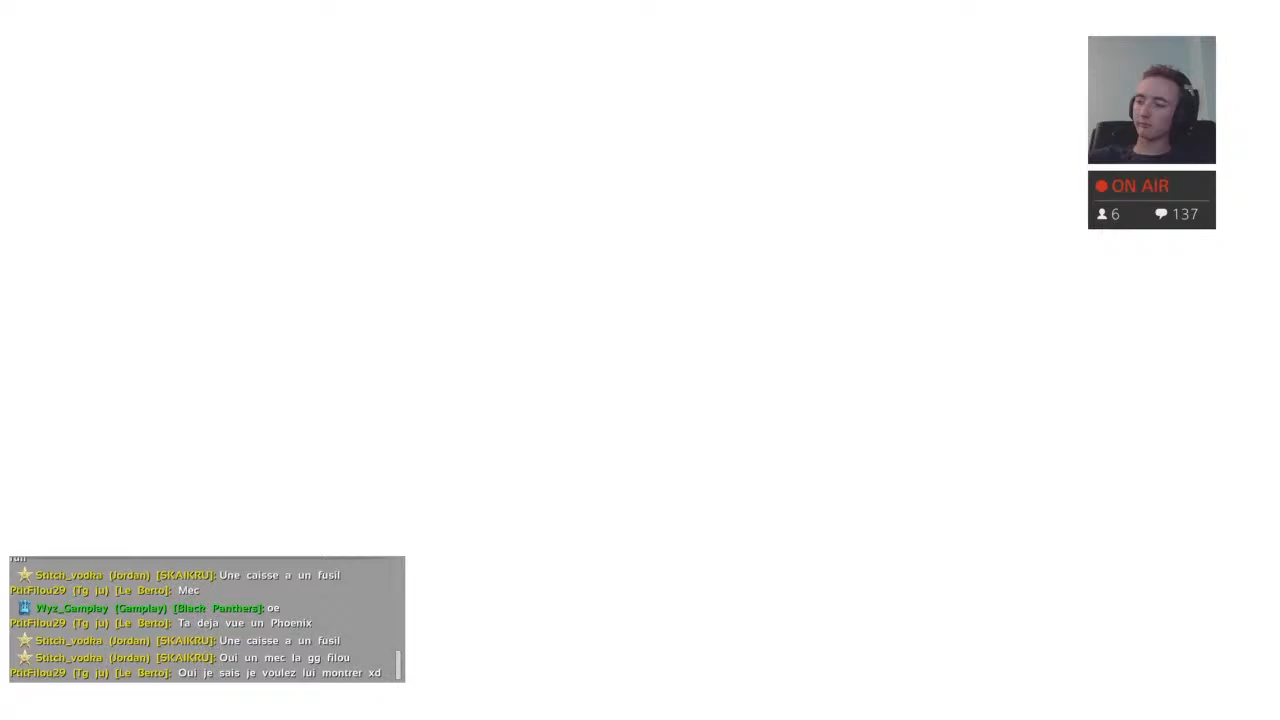 ON AIR
6 137
Stitch_vodka (Jordan) [SKAIKRU]: Une caisse a un fusil
PtitFilou29 (Tg ju) [Le Berto]: Mec
Wyz_Gamplay (Gamplay) [Black Panthers]: oe
PtitFilou29 (Tg ju) [Le Berto]: Ta deja vue un Phoenix
Stitch_vodka (Jordan) [SKAIKRU]: Une caisse a un fusil
Stitch_vodka (Jordan) [SKAIKRU]: Oui un mec la gg filou
PtitFilou29 (Tg ju) [Le Berto]: Oui je sais je voulez lui montrer xd